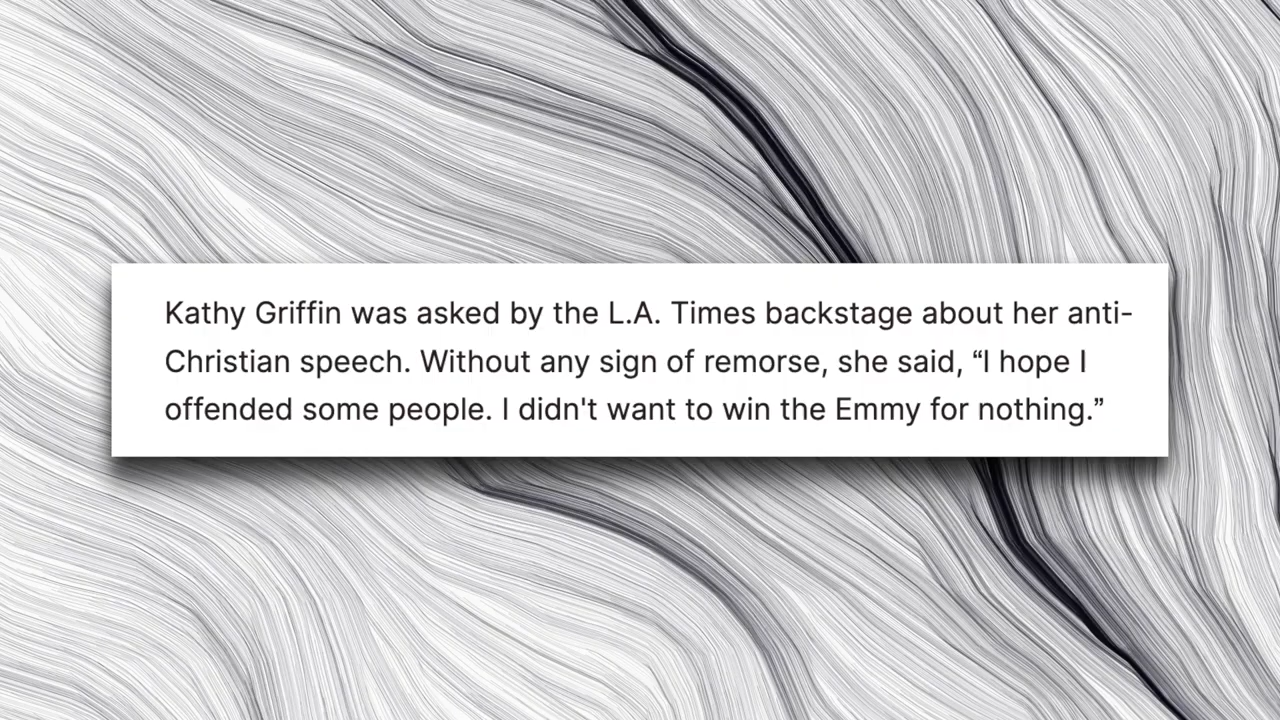 Kathy Griffin was asked by the L.A. Times backstage about her anti-
Christian speech. Without any sign of remorse, she said, “I hope I
offended some people. I didn't want to win the Emmy for nothing.”